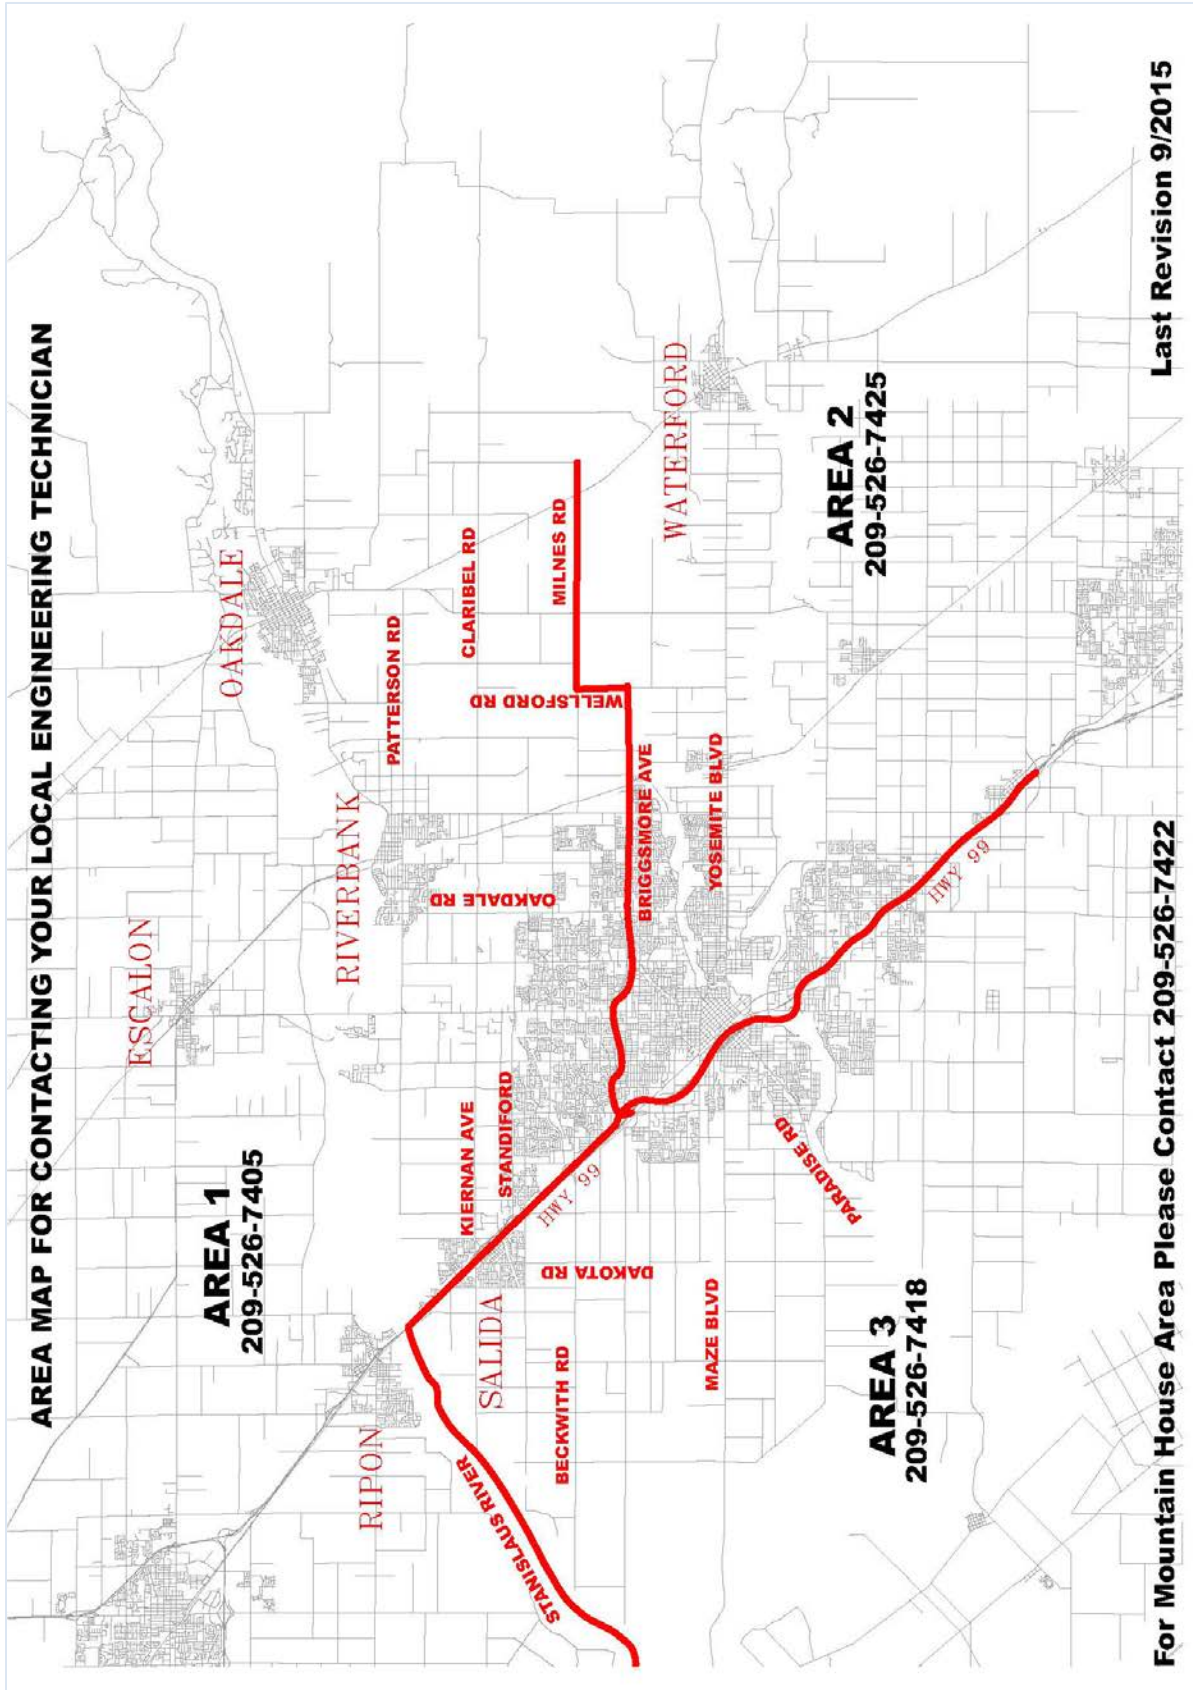 AREA MAP FOR CONTACTING YOUR LOCAL ENGINEERING TECHNICIAN
ESCALON
OAKDALE
AREA 1
209-526-7405
RIPON
RIVERBANK
PATTERSON RD
KIERNAN AVE
OAKDALE RD
CLARIBEL RD
SALIDA
STANDIFORD
WELLSFORD RD
MILNES RD
STANISLAUS RIVER
HWY 99
BECKWITH RD
DAKOTA RD
BRIGGSMORE AVE
WATERFORD
MAZE BLVD
YOSEMITE BLVD
PARADISE RD
AREA 2
209-526-7425
AREA 3
209-526-7418
HWY 99
For Mountain House Area Please Contact 209-526-7422
Last Revision 9/2015